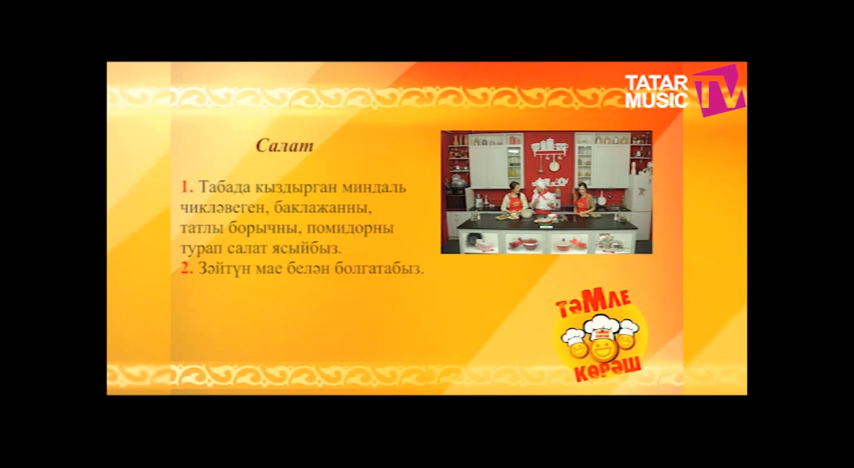 TATAR
MUSIC TV
Салат
1. Табада кыздырган миндаль
чикләвеген, баклажанны,
татлы борычны, помидорны
турап салат ясыйбыз.
2. Зәйтүн мае белән болгатабыз.
ТӘМЛЕ
КӨРӘШ